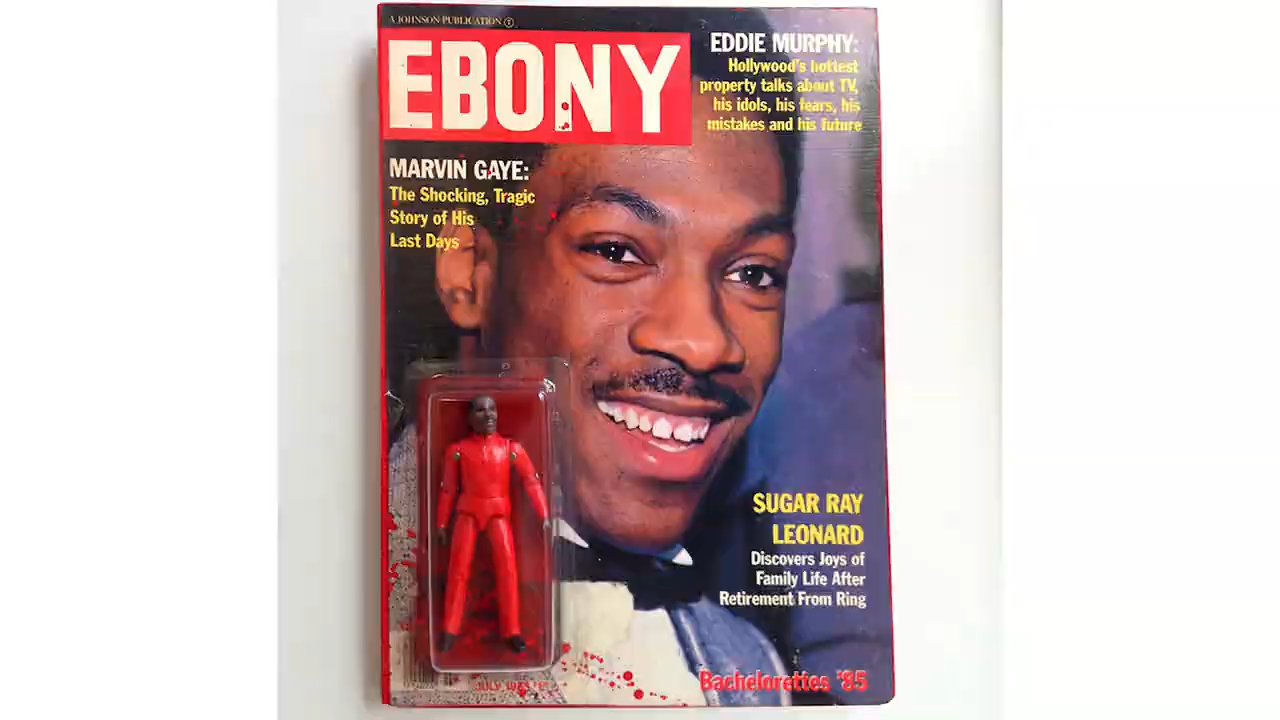 A JOHNSON PUBLICATION
EBONY
EDDIE MURPHY:
Hollywood's hottest
property talks about TV,
his idols, his fears, his
mistakes and his future
MARVIN GAYE:
The Shocking, Tragic
Story of His
Last Days
SUGAR RAY
LEONARD
Discovers Joys of
Family Life After
Retirement From Ring
Bachelorettes '85
JULY